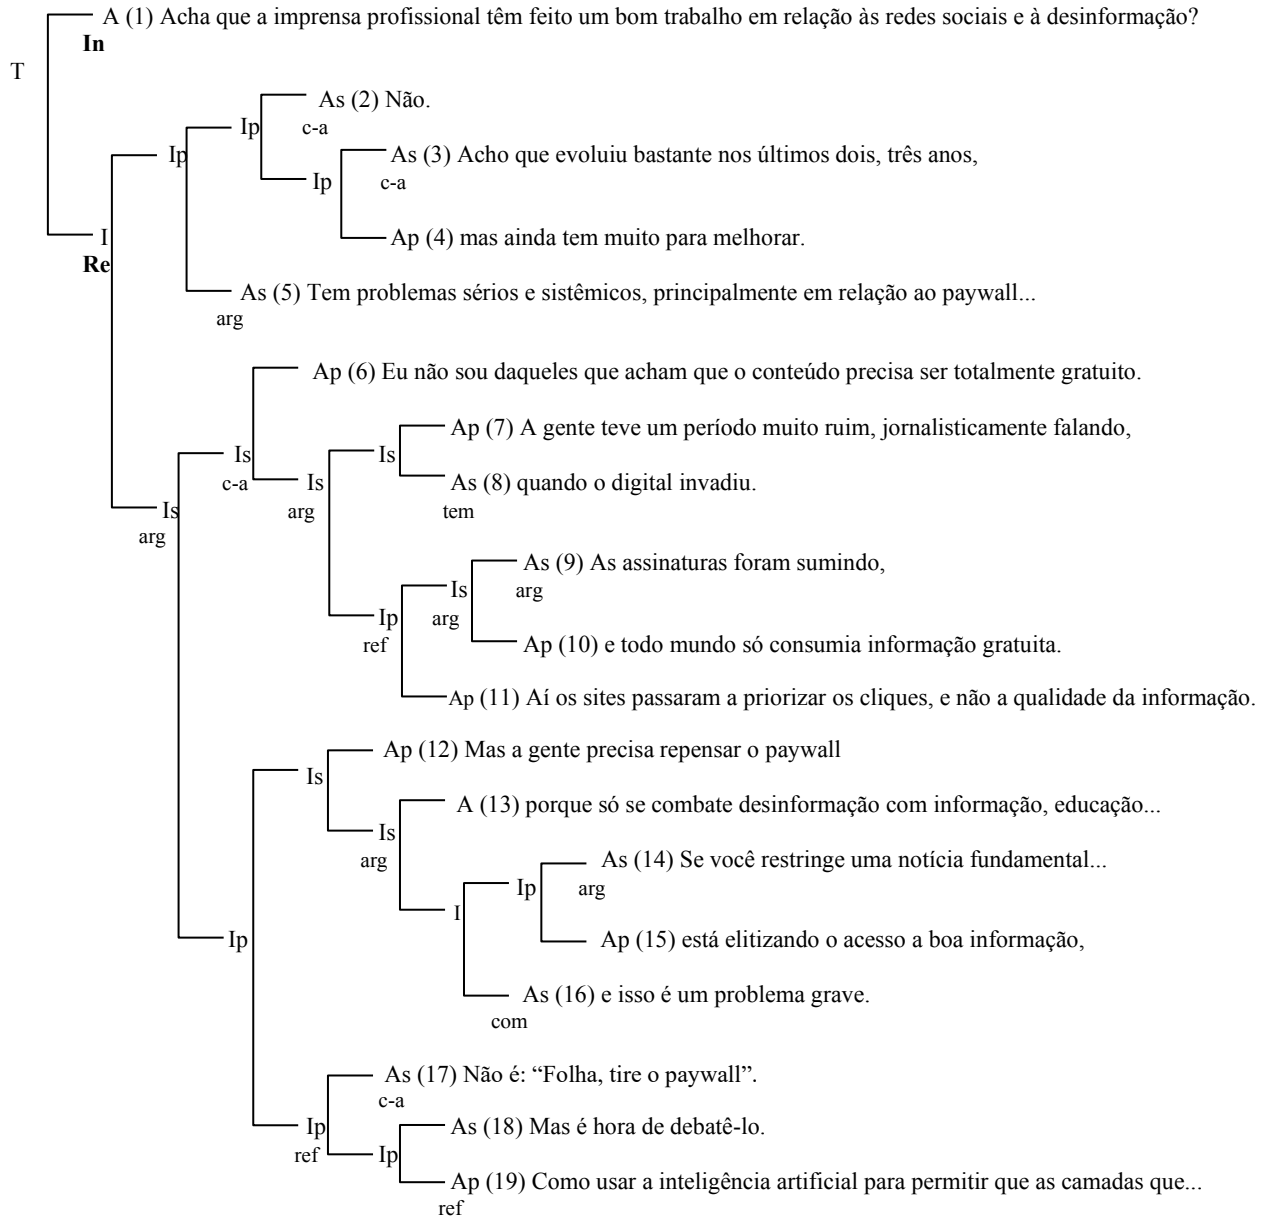 A (1) Acha que a imprensa profissional têm feito um bom trabalho em relação às redes sociais e à desinformação?
In
T
As (2) Não.
Ip
c-a
Ip
As (3) Acho que evoluiu bastante nos últimos dois, três anos,
Ip
c-a
I
Ap (4) mas ainda tem muito para melhorar.
Re
As (5) Tem problemas sérios e sistêmicos, principalmente em relação ao paywall...
arg
Ap (6) Eu não sou daqueles que acham que o conteúdo precisa ser totalmente gratuito.
Ap (7) A gente teve um período muito ruim, jornalisticamente falando,
Is
Is
c-a
Is
As (8) quando o digital invadiu.
arg
tem
Is
arg
As (9) As assinaturas foram sumindo,
Is
arg
Ip
arg
ref
Ap (10) e todo mundo só consumia informação gratuita.
Ap (11) Aí os sites passaram a priorizar os cliques, e não a qualidade da informação.
Ap (12) Mas a gente precisa repensar o paywall
Is
A (13) porque só se combate desinformação com informação, educação...
Is
arg
As (14) Se você restringe uma notícia fundamental...
Ip
arg
I
Ip
Ap (15) está elitizando o acesso a boa informação,
As (16) e isso é um problema grave.
com
As (17) Não é: “Folha, tire o paywall”.
c-a
Ip
As (18) Mas é hora de debatê-lo.
ref
Ip
Ap (19) Como usar a inteligência artificial para permitir que as camadas que...
ref